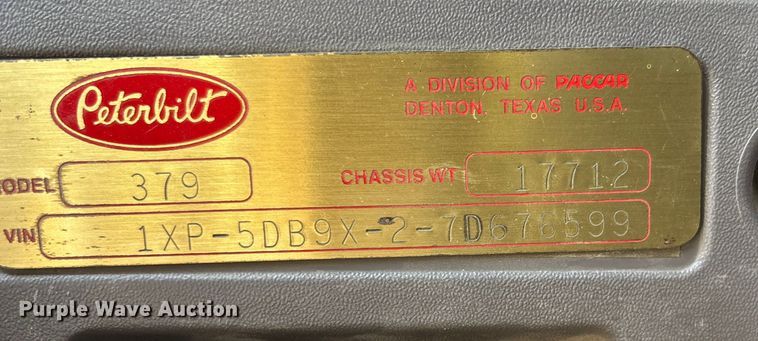 Peterbilt
A DIVISION OF PACCAR
DENTON, TEXAS U.S.A.
ODEL 379 CHASSIS WT 17712
VIN 1XP-5DB9X-2-7D676599
Purple Wave Auction